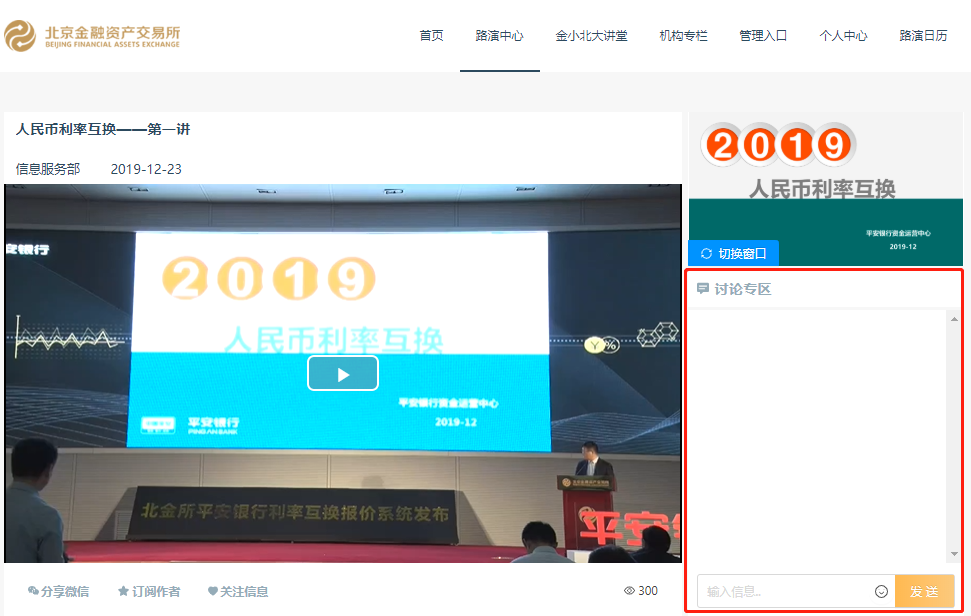 北京金融资产交易所
BEIJING FINANCIAL ASSETS EXCHANGE
首页 路演中心 金小北大讲堂 机构专栏 管理入口 个人中心 路演日历
人民币利率互换——第一讲
信息服务部 2019-12-23
安银行
2019
人民币利率互换
¥%
平安银行资金运营中心
2019-12
平安银行
PINGAN BANK
北金所平安银行利率互换报价系统发布
平安
2019
人民币利率互换
平安银行资金运营中心
2019-12
切换窗口
讨论专区
输入信息...
发送
分享微信 订阅作者 关注信息 300